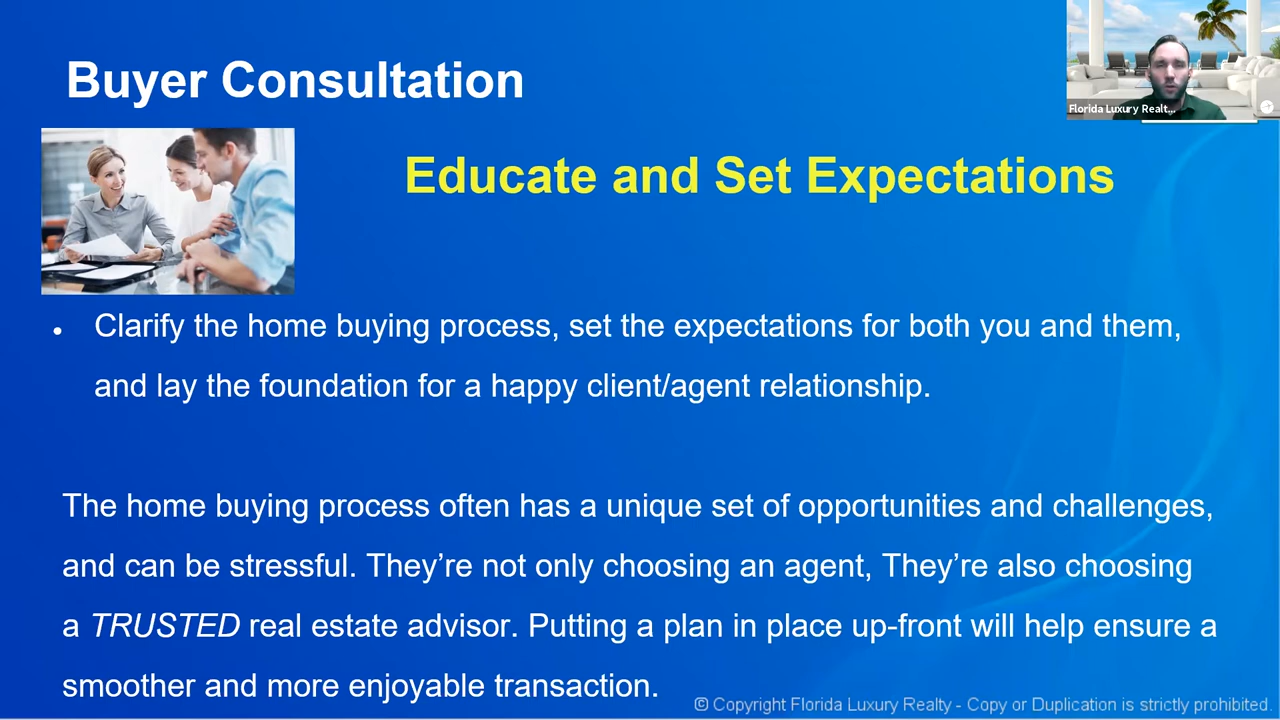 Buyer Consultation
Florida Luxury Realt...
Educate and Set Expectations
• Clarify the home buying process, set the expectations for both you and them,
and lay the foundation for a happy client/agent relationship.
The home buying process often has a unique set of opportunities and challenges,
and can be stressful. They’re not only choosing an agent, They’re also choosing
a TRUSTED real estate advisor. Putting a plan in place up-front will help ensure a
smoother and more enjoyable transaction.
© Copyright Florida Luxury Realty - Copy or Duplication is strictly prohibited.